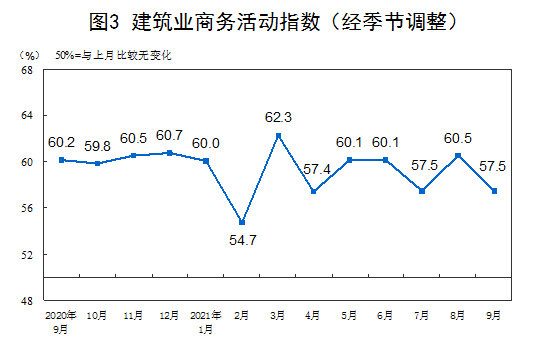 图3 建筑业商务活动指数（经季节调整）
（%） 50%=与上月比较无变化
68
64
60
56
52
48
60.2 59.8 60.5 60.7 60.0 54.7 62.3 57.4 60.1 60.1 57.5 60.5 57.5
2020年 10月 11月 12月 2021年 2月 3月 4月 5月 6月 7月 8月 9月
9月 1月